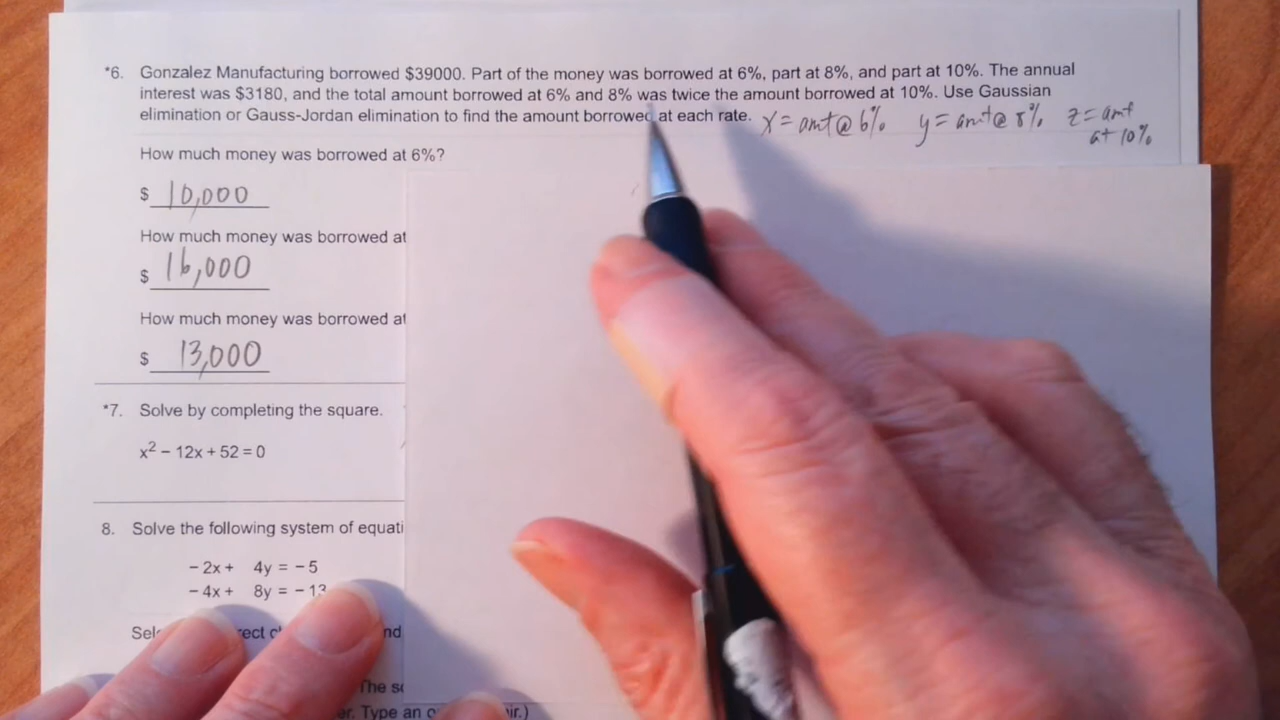 *6. Gonzalez Manufacturing borrowed $39000. Part of the money was borrowed at 6%, part at 8%, and part at 10%. The annual
interest was $3180, and the total amount borrowed at 6% and 8% was twice the amount borrowed at 10%. Use Gaussian
elimination or Gauss-Jordan elimination to find the amount borrowed at each rate. x = amt @ 6% y = amt @ 8% z = amt
at 10%
How much money was borrowed at 6%?
$ 10,000
How much money was borrowed at
$ 16,000
How much money was borrowed at
$ 13,000
*7. Solve by completing the square.
x² − 12x + 52 = 0
8. Solve the following system of equati
− 2x + 4y = − 5
− 4x + 8y = − 13
The
Type an